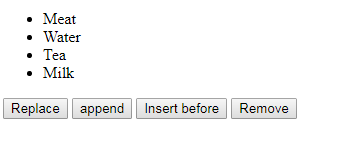 Meat
Water
Tea
Milk
Replace append Insert before Remove